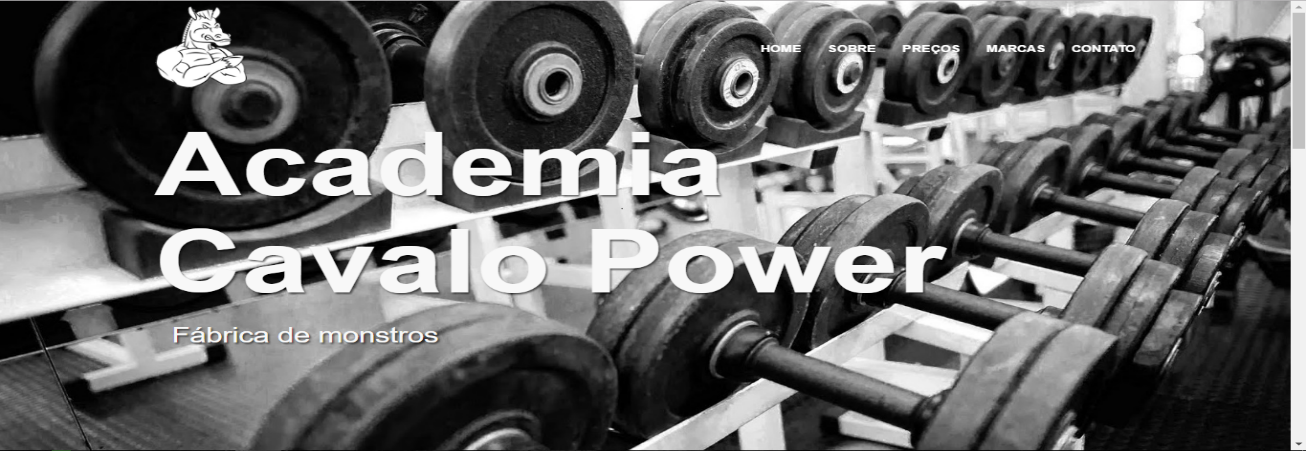 HOME SOBRE PREÇOS MARCAS CONTATO
Academia
Cavalo Power
Fábrica de monstros